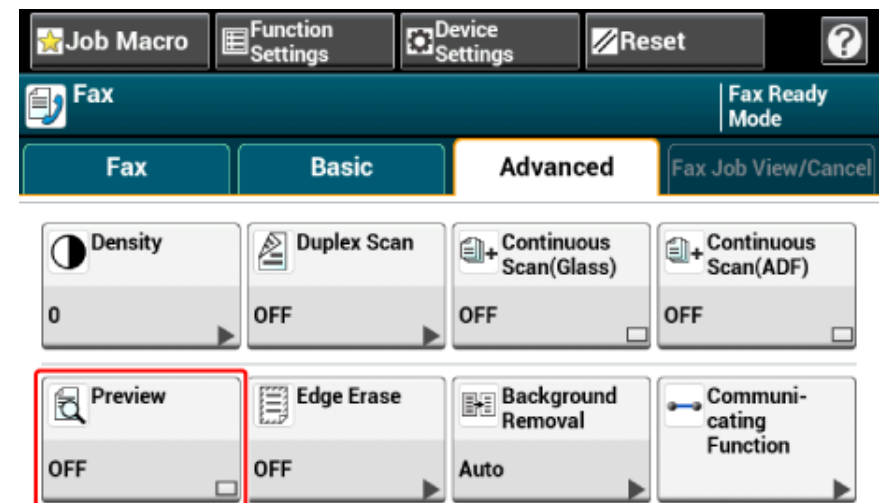 Job Macro
Function
Settings
Device
Settings
Reset
?
Fax
Fax Ready
Mode
Fax
Basic
Advanced
Fax Job View/Cancel
Density
0
Duplex Scan
OFF
Continuous
Scan(Glass)
OFF
Continuous
Scan(ADF)
OFF
Preview
OFF
Edge Erase
OFF
Background
Removal
Auto
Communi-
cating
Function